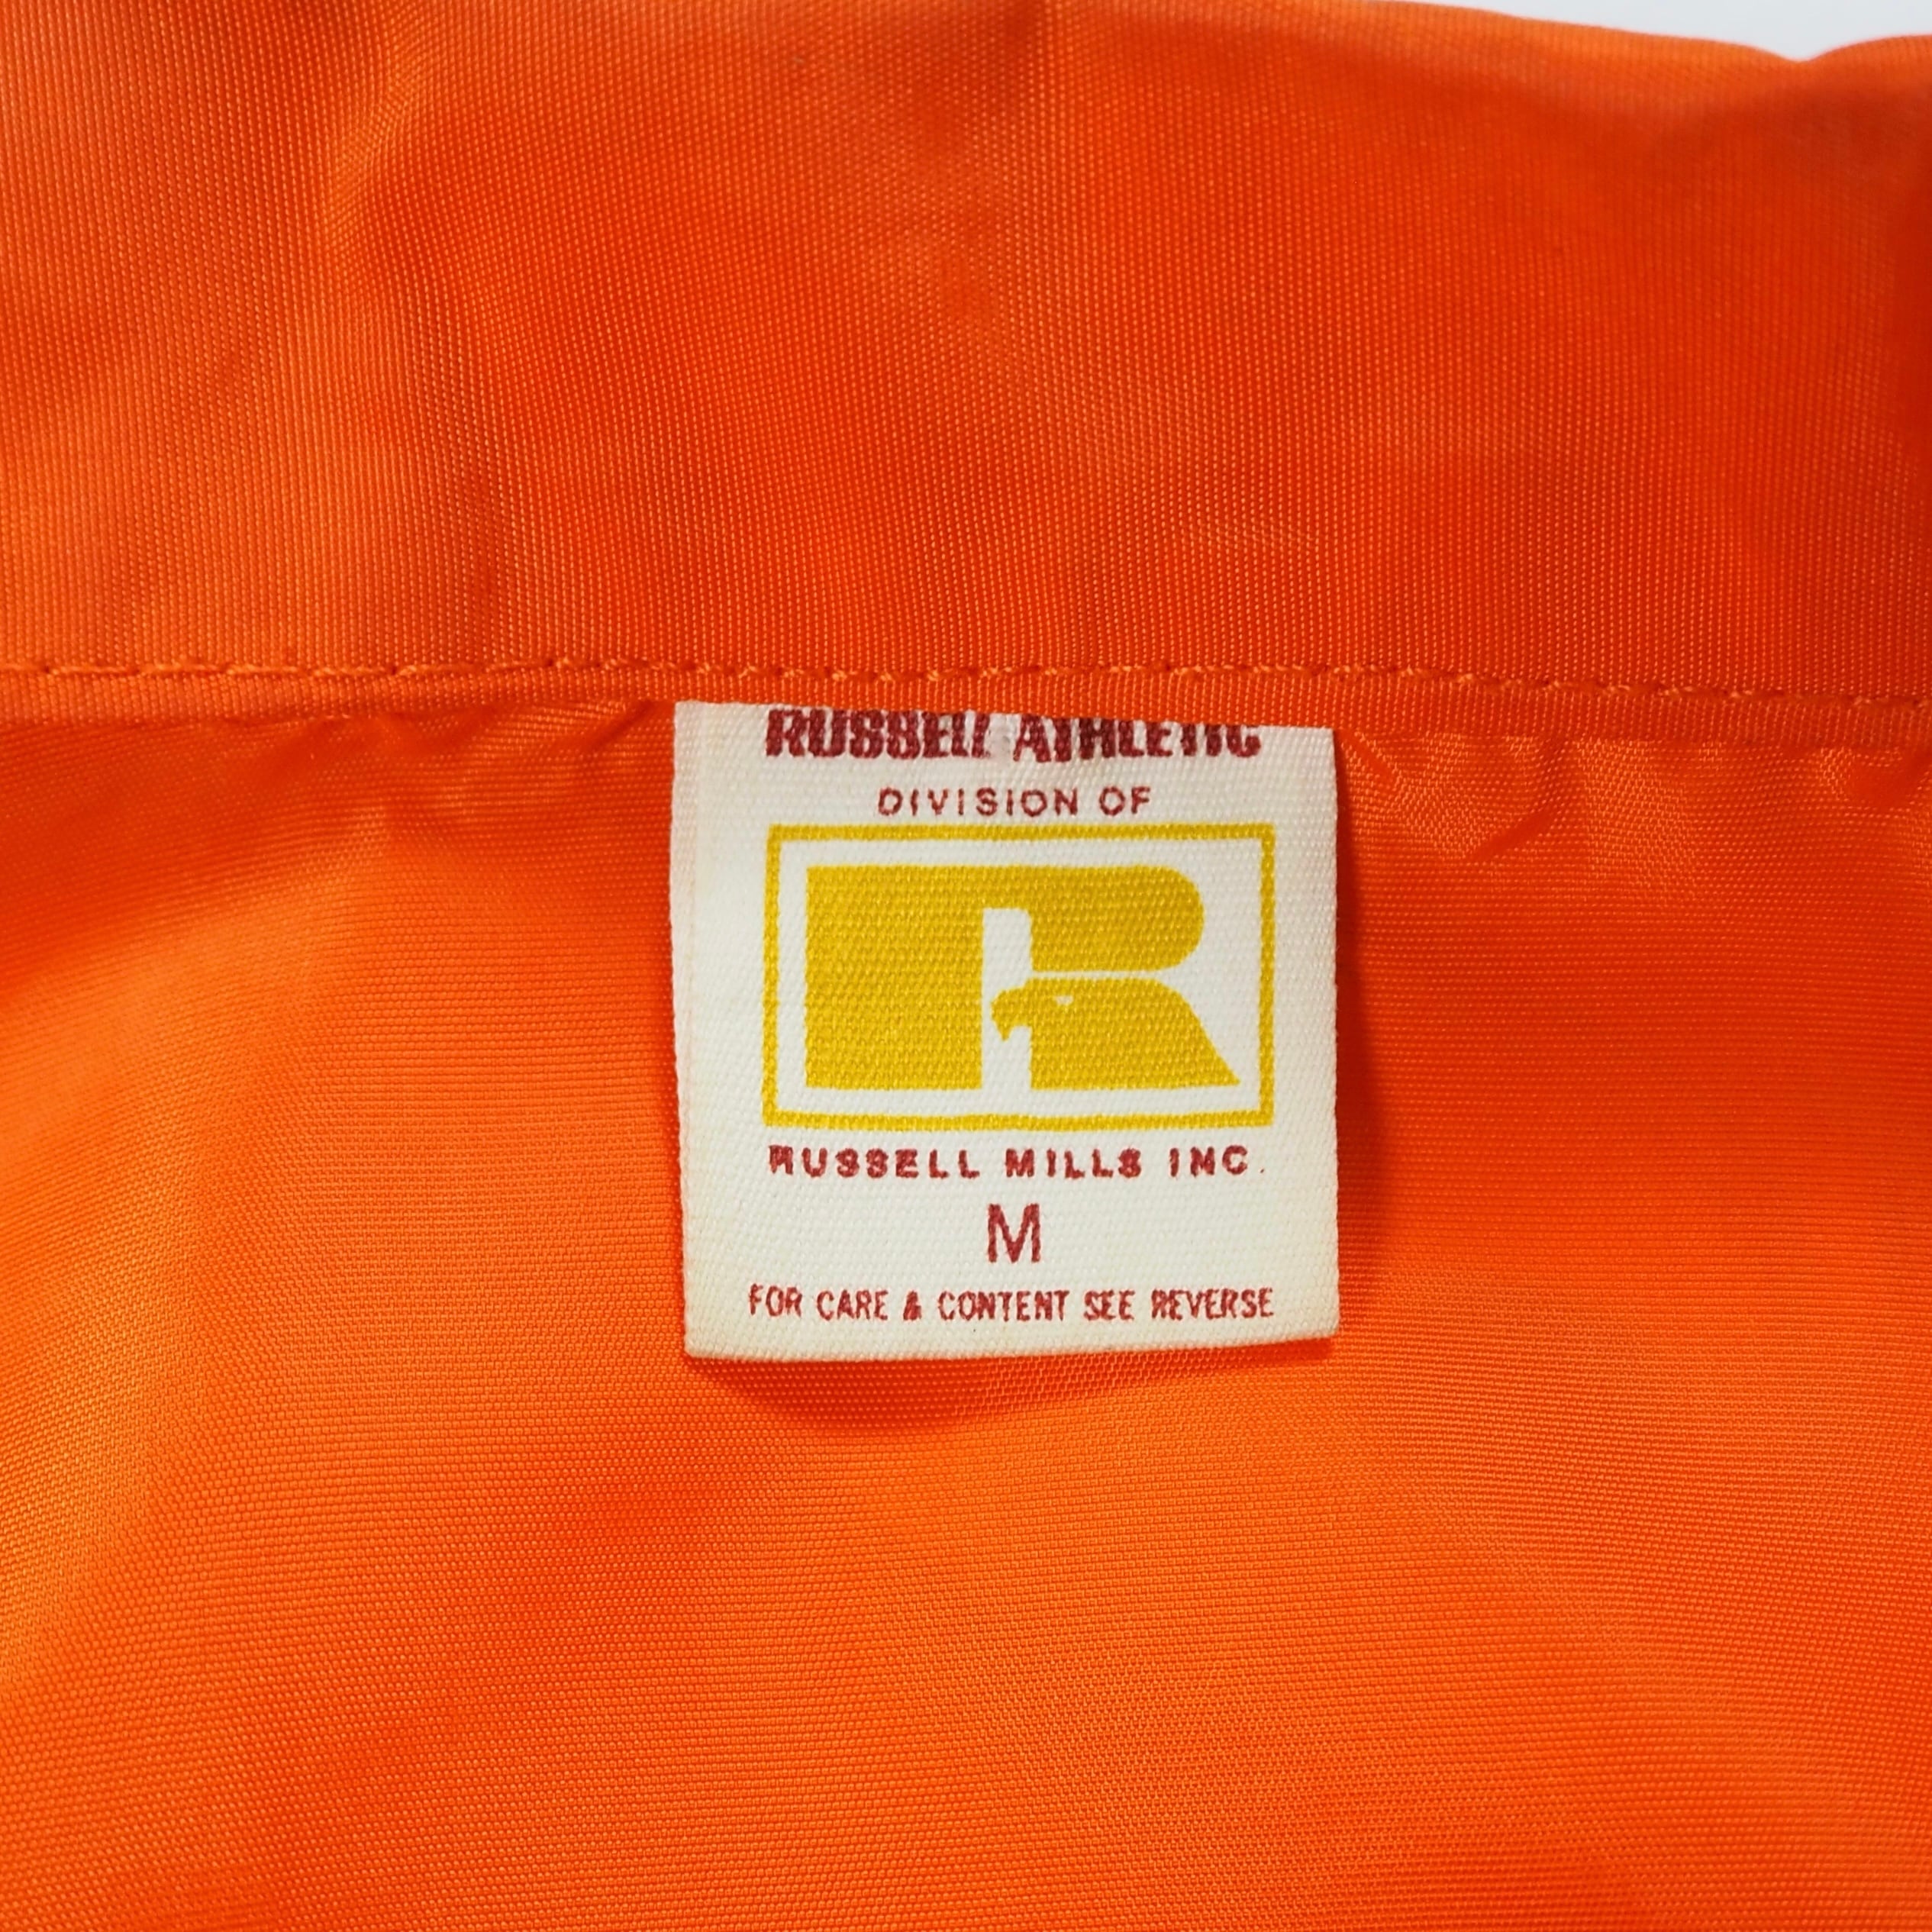 RUSSELL ATHLETIC
DIVISION OF
R
RUSSELL MILLS INC.
M
FOR CARE & CONTENT SEE REVERSE